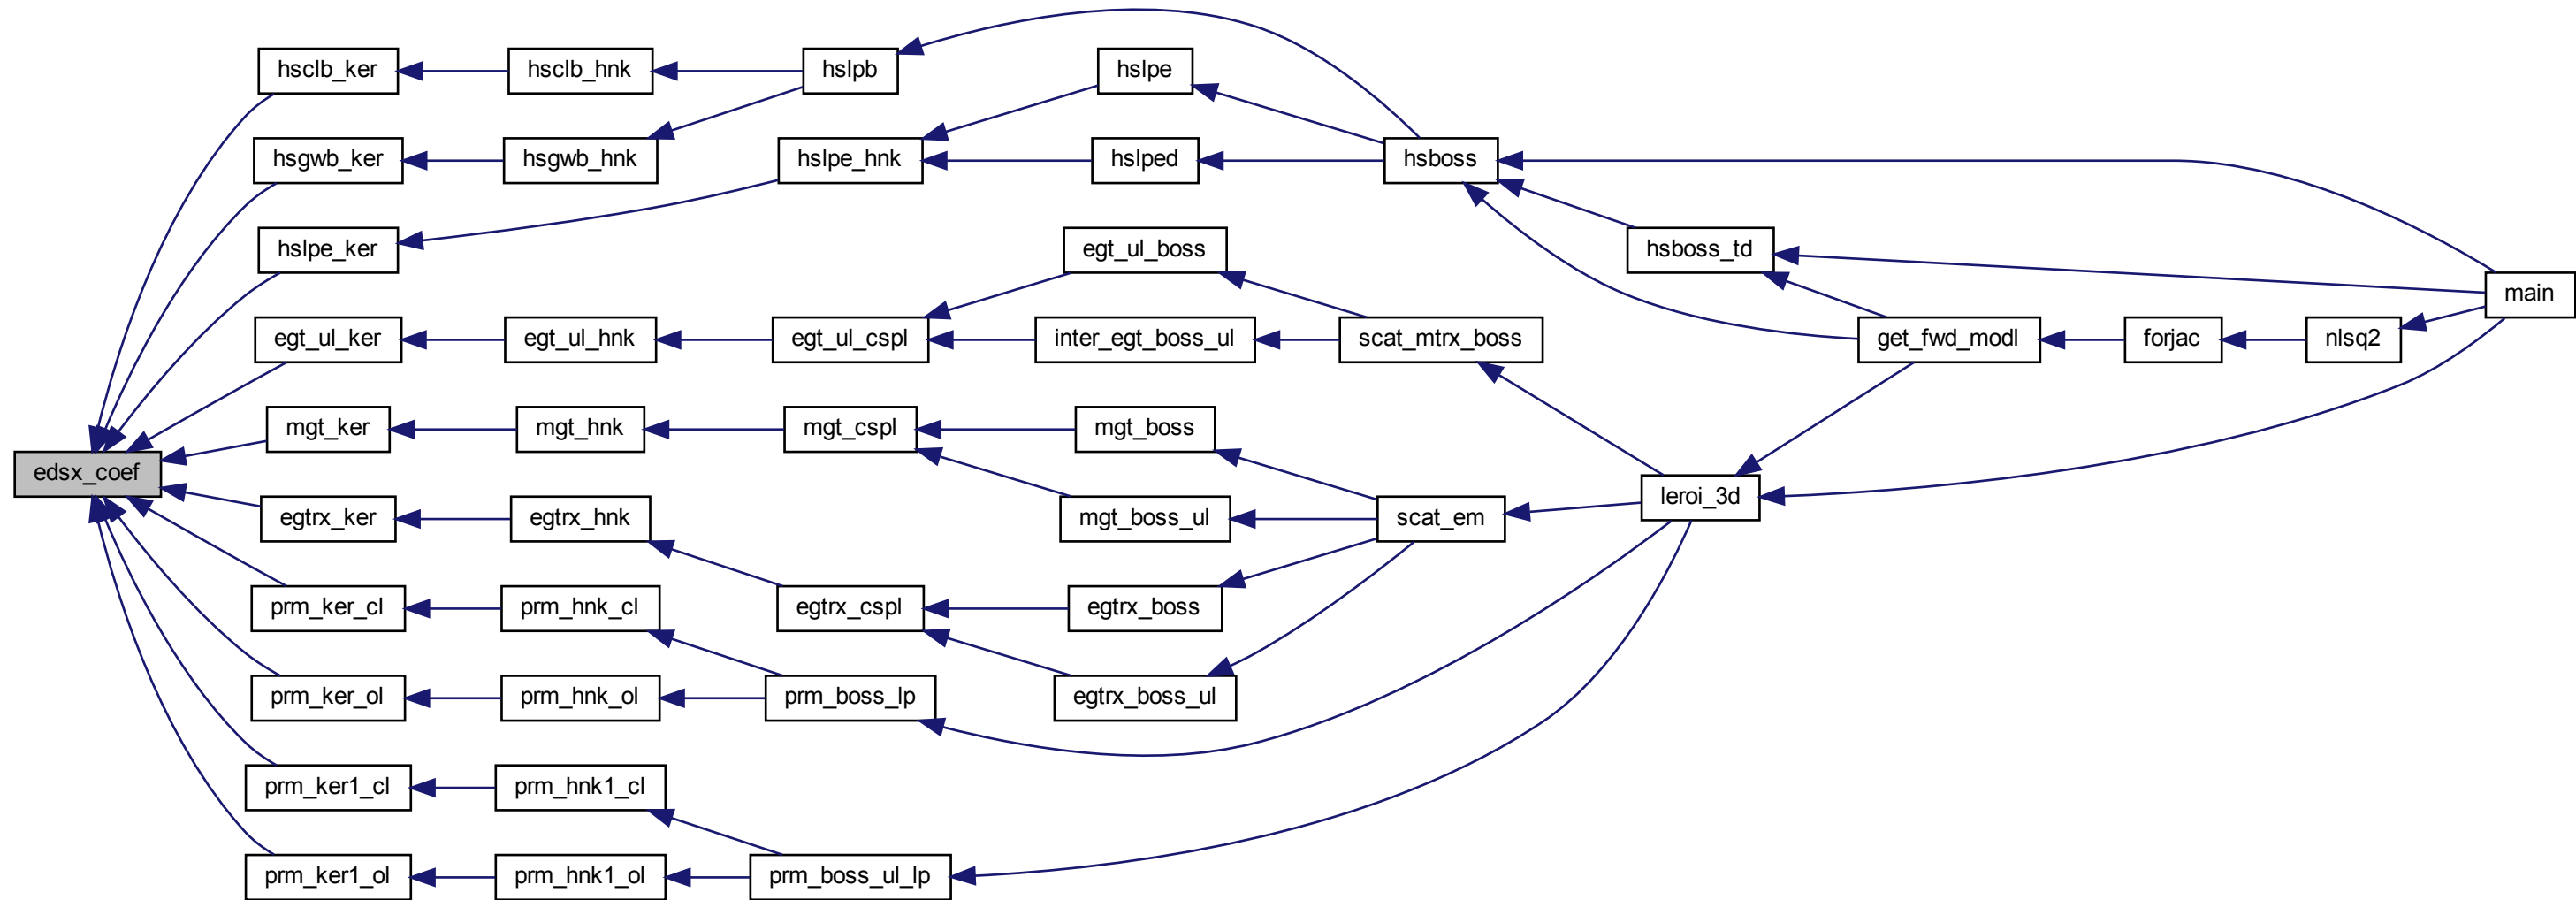 hsclb_ker
hsclb_hnk
hslpb
hslpe
hsgwb_ker
hsgwb_hnk
hslpe_hnk
hslped
hsboss
hslpe_ker
egt_ul_boss
hsboss_td
main
egt_ul_ker
egt_ul_hnk
egt_ul_cspl
inter_egt_boss_ul
scat_mtrx_boss
get_fwd_modl
forjac
nlsq2
mgt_ker
mgt_hnk
mgt_cspl
mgt_boss
edsx_coef
leroi_3d
egtrx_ker
egtrx_hnk
mgt_boss_ul
scat_em
prm_ker_cl
prm_hnk_cl
egtrx_cspl
egtrx_boss
prm_ker_ol
prm_hnk_ol
prm_boss_lp
egtrx_boss_ul
prm_ker1_cl
prm_hnk1_cl
prm_ker1_ol
prm_hnk1_ol
prm_boss_ul_lp